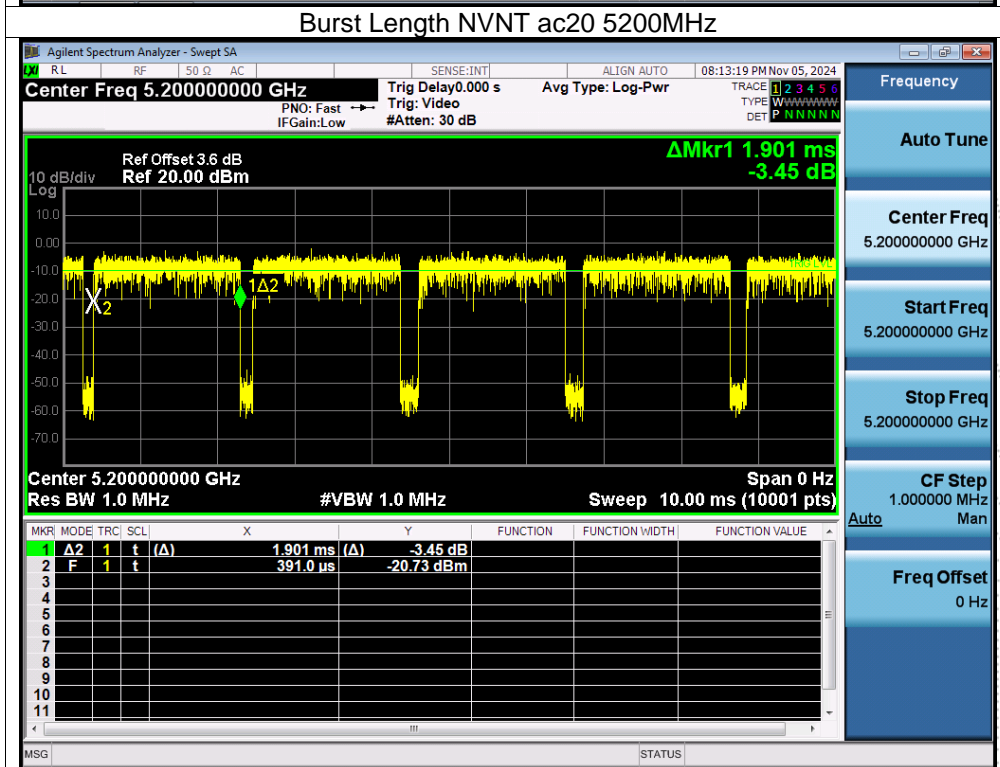 Burst Length NVNT ac20 5200MHz
Agilent Spectrum Analyzer - Swept SA
LXI RL RF 50 Ω AC SENSE:INT ALIGN AUTO 08:13:19 PM Nov 05, 2024
Center Freq 5.200000000 GHz
PNO: Fast
IFGain:Low
Trig Delay0.000 s
Trig: Video
#Atten: 30 dB
Avg Type: Log-Pwr
TRACE 1 2 3 4 5 6
TYPE WWWWWW
DET P N N N N N
Ref Offset 3.6 dB
Ref 20.00 dBm
10 dB/div
Log
ΔMkr1 1.901 ms
-3.45 dB
10.0
0.00
-10.0
-20.0
-30.0
-40.0
-50.0
-60.0
-70.0
TRIG LVL
X2
1Δ2
Center 5.200000000 GHz Span 0 Hz
Res BW 1.0 MHz #VBW 1.0 MHz Sweep 10.00 ms (10001 pts)
MKR MODE TRC SCL X Y FUNCTION FUNCTION WIDTH FUNCTION VALUE
1 Δ2 1 t (Δ) 1.901 ms (Δ) -3.45 dB
2 F 1 t 391.0 µs -20.73 dBm
3
4
5
6
7
8
9
10
11
MSG STATUS
Frequency
Auto Tune
Center Freq
5.200000000 GHz
Start Freq
5.200000000 GHz
Stop Freq
5.200000000 GHz
CF Step
1.000000 MHz
Auto Man
Freq Offset
0 Hz